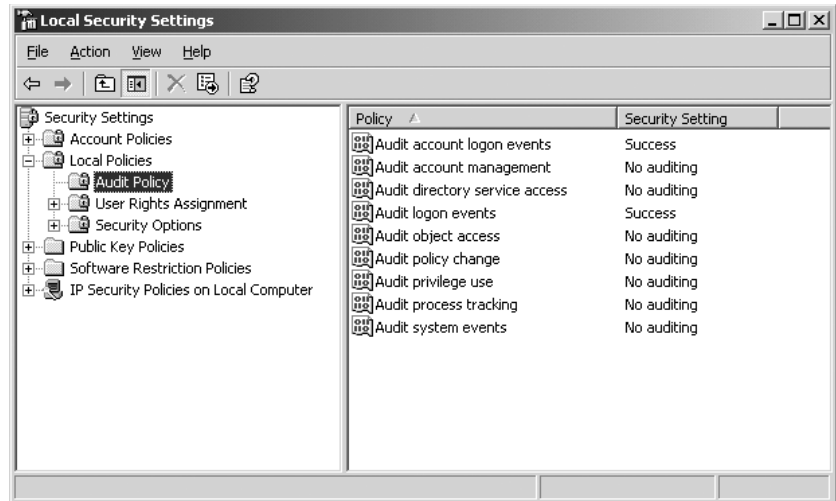 Local Security Settings
File Action View Help
Security Settings
Account Policies
Local Policies
Audit Policy
User Rights Assignment
Security Options
Public Key Policies
Software Restriction Policies
IP Security Policies on Local Computer
Policy Security Setting
Audit account logon events Success
Audit account management No auditing
Audit directory service access No auditing
Audit logon events Success
Audit object access No auditing
Audit policy change No auditing
Audit privilege use No auditing
Audit process tracking No auditing
Audit system events No auditing